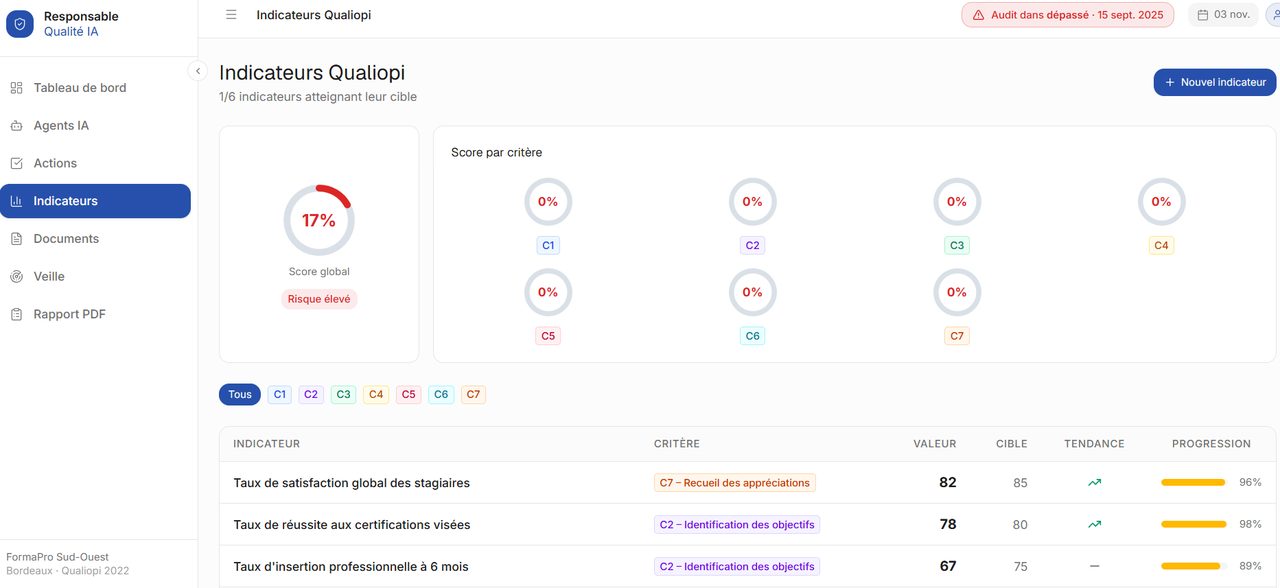 Responsable
Qualité IA
Indicateurs Qualiopi
Audit dans dépassé · 15 sept. 2025
03 nov.
Tableau de bord
Agents IA
Actions
Indicateurs
Documents
Veille
Rapport PDF
FormaPro Sud-Ouest
Bordeaux · Qualiopi 2022
Indicateurs Qualiopi
1/6 indicateurs atteignant leur cible
+ Nouvel indicateur
17%
Score global
Risque élevé
Score par critère
0% 0% 0% 0%
C1 C2 C3 C4
0% 0% 0%
C5 C6 C7
Tous C1 C2 C3 C4 C5 C6 C7
INDICATEUR CRITÈRE VALEUR CIBLE TENDANCE PROGRESSION
Taux de satisfaction global des stagiaires C7 – Recueil des appréciations 82 85 96%
Taux de réussite aux certifications visées C2 – Identification des objectifs 78 80 98%
Taux d'insertion professionnelle à 6 mois C2 – Identification des objectifs 67 75 — 89%